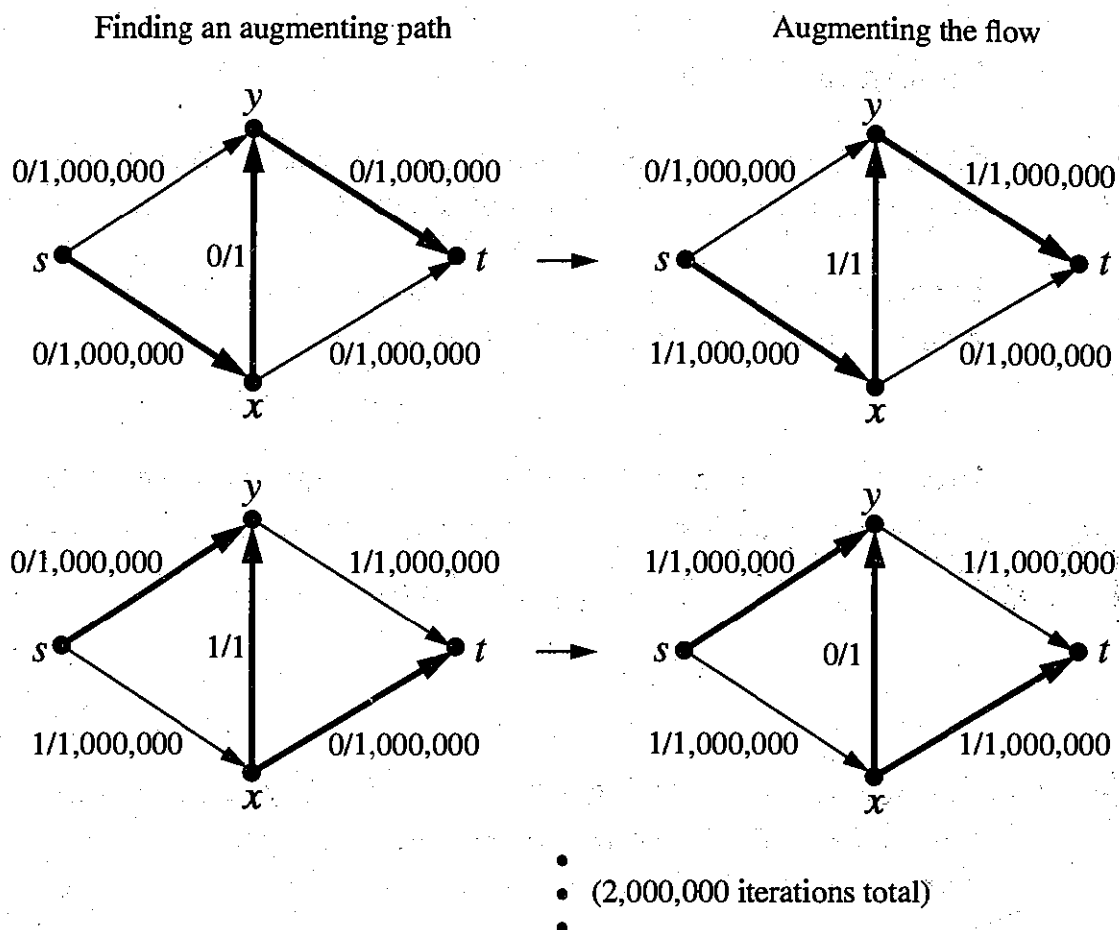 Finding an augmenting path
Augmenting the flow
y
0/1,000,000
0/1,000,000
s
0/1
t
0/1,000,000
0/1,000,000
x
y
0/1,000,000
1/1,000,000
s
1/1
t
1/1,000,000
0/1,000,000
x
y
0/1,000,000
1/1,000,000
s
1/1
t
1/1,000,000
0/1,000,000
x
y
1/1,000,000
1/1,000,000
s
0/1
t
1/1,000,000
1/1,000,000
x
(2,000,000 iterations total)